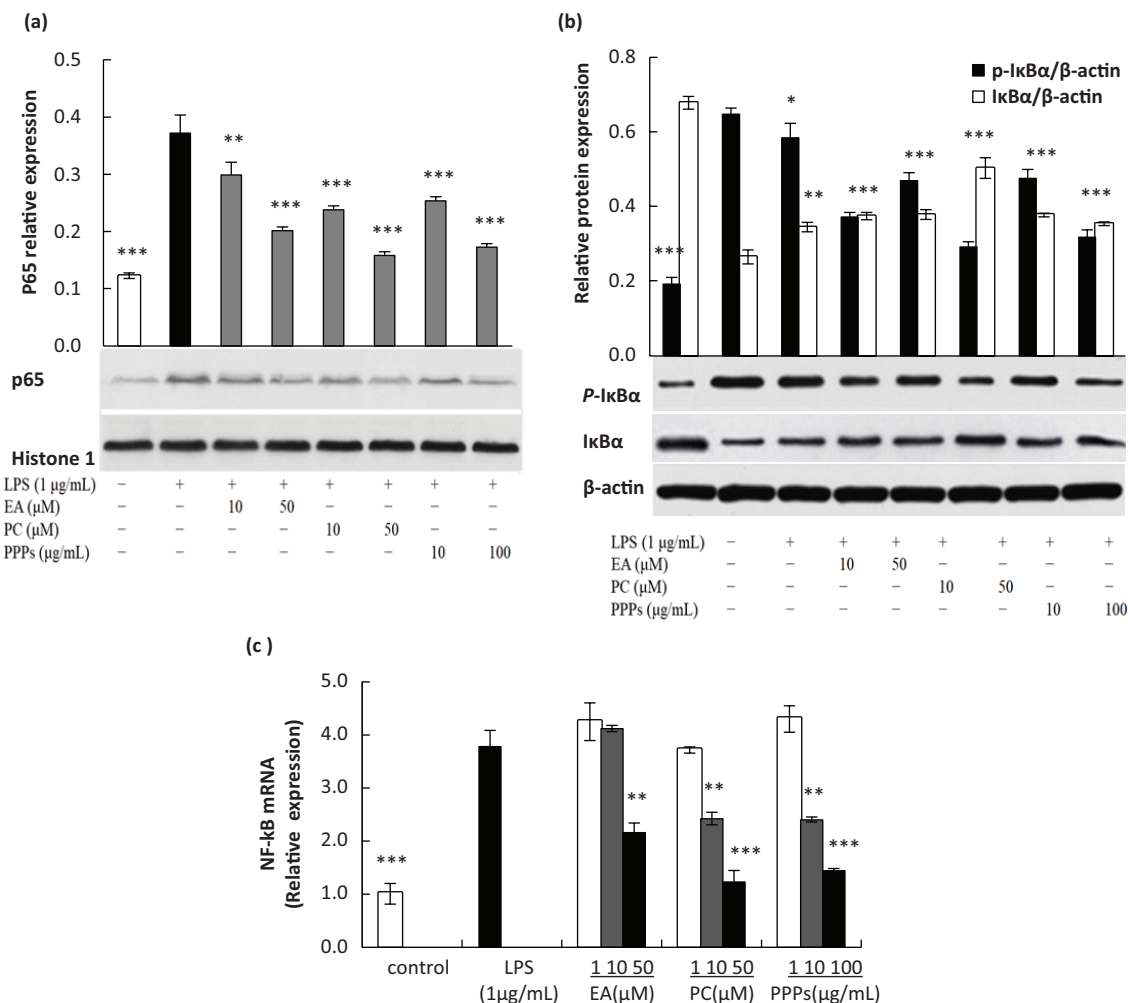 (a)
P65 relative expression
0.5
0.4
0.3
0.2
0.1
0.0
***
**
***
***
***
***
***
p65
Histone 1
LPS (1 μg/mL) − + + + + + + +
EA (μM) − − 10 50 − − − −
PC (μM) − − − − 10 50 − −
PPPs (μg/mL) − − − − − − 10 100
(b)
Relative protein expression
0.8
0.6
0.4
0.2
0.0
p-IκBα/β-actin
IκBα/β-actin
***
*
**
***
***
***
***
***
P-IκBα
IκBα
β-actin
LPS (1 μg/mL) − + + + + + + +
EA (μM) − − 10 50 − − − −
PC (μM) − − − − 10 50 − −
PPPs (μg/mL) − − − − − − 10 100
(c )
NF-kB mRNA
(Relative expression)
5.0
4.0
3.0
2.0
1.0
0.0
***
**
**
***
**
***
control LPS 1 10 50 1 10 50 1 10 100
(1μg/mL) EA(μM) PC(μM) PPPs(μg/mL)